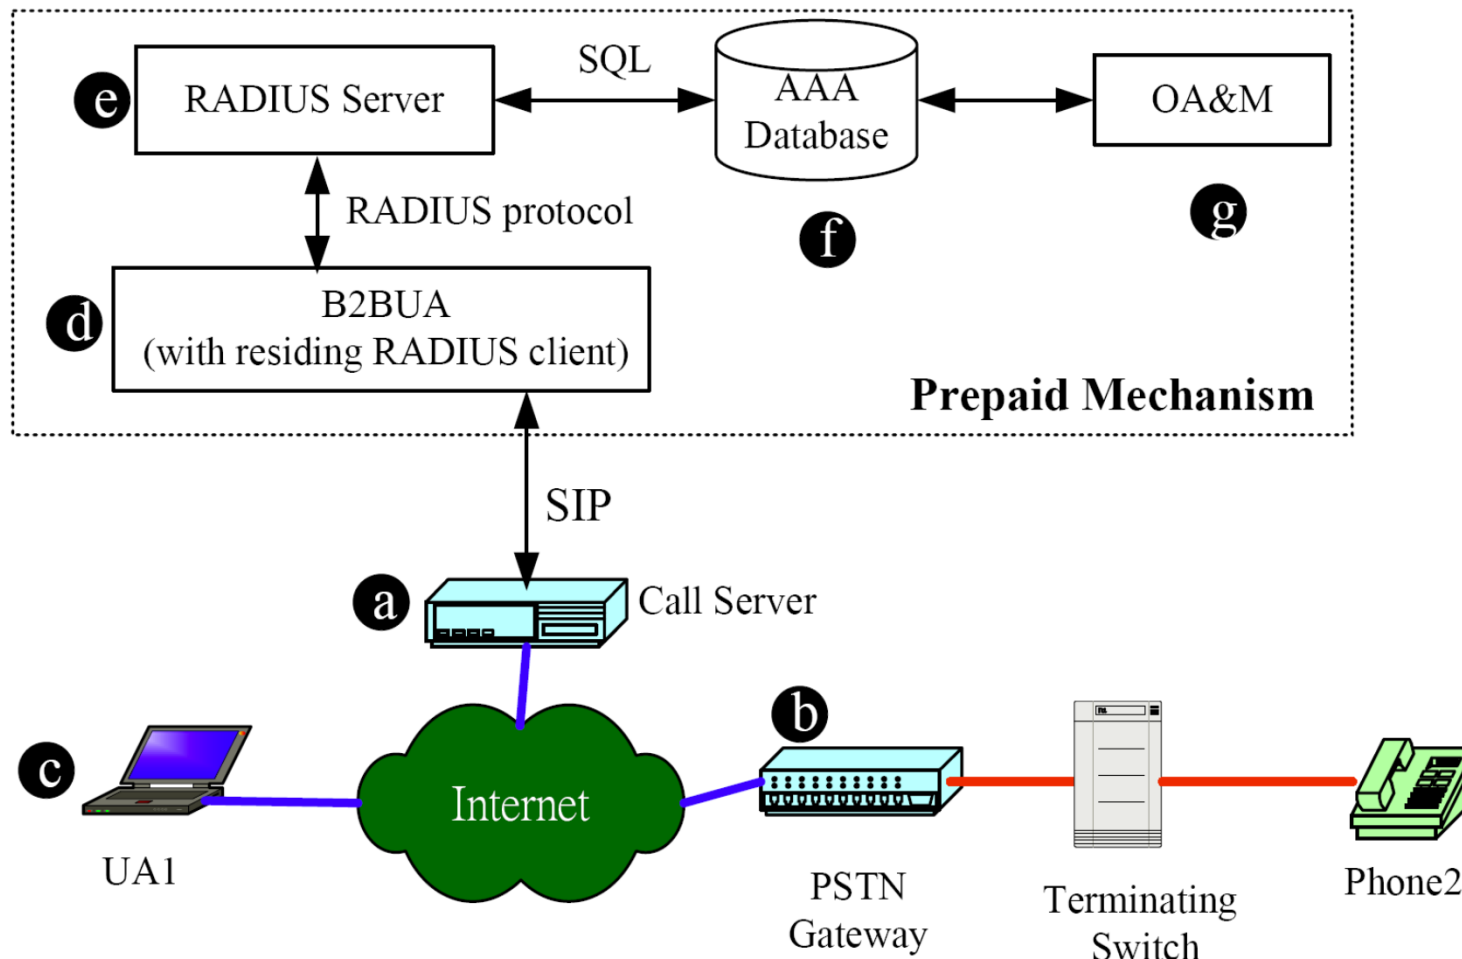 e
RADIUS Server
SQL
AAA
Database
OA&M
f
g
RADIUS protocol
d
B2BUA
(with residing RADIUS client)
Prepaid Mechanism
SIP
a
Call Server
b
c
Internet
UA1
PSTN
Gateway
Terminating
Switch
Phone2